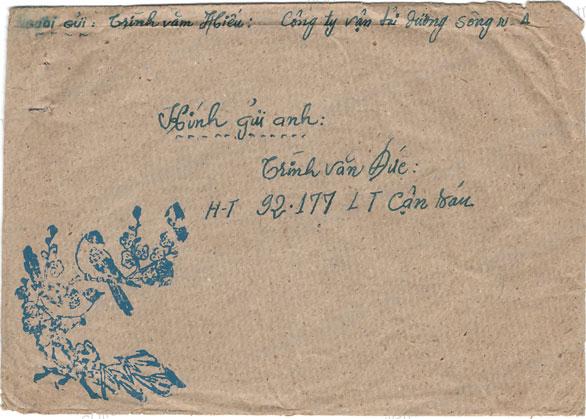 gửi: Trịnh văn Hiếu: Công ty vận tải đường sông n. A
Kính gửi anh:
Trịnh văn Đức:
H-T 92.177 LT Cận